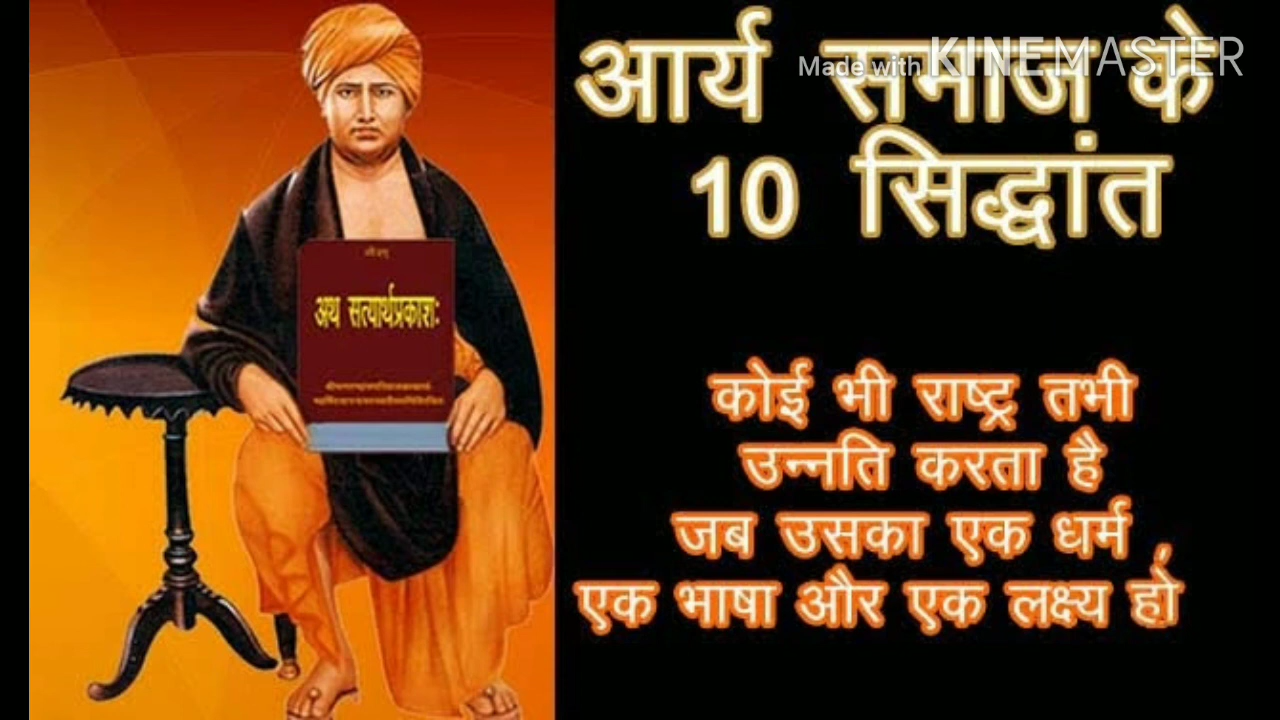 आर्य समाज के
Made with KINEMASTER
10 सिद्धांत
अथ सत्यार्थप्रकाशः
कोई भी राष्ट्र तभी
उन्नति करता है
जब उसका एक धर्म ,
एक भाषा और एक लक्ष्य हो